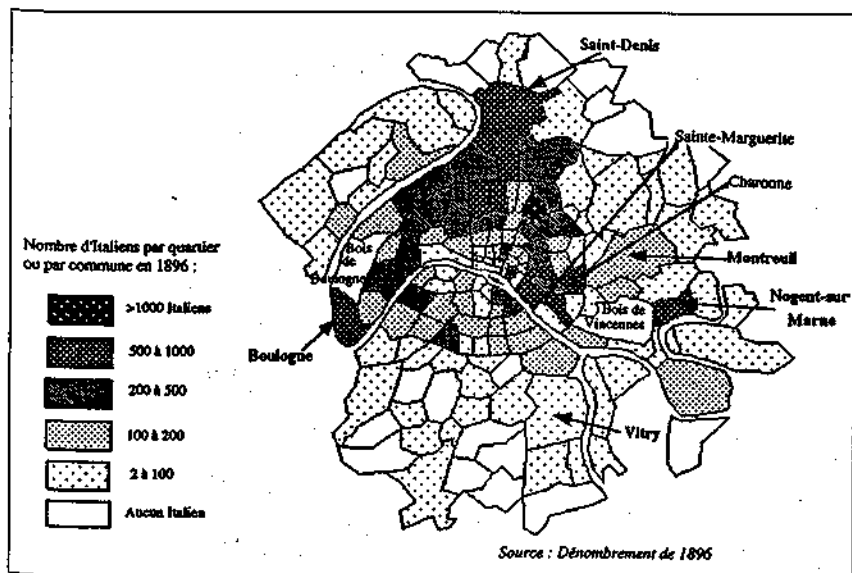 Saint-Denis
Sainte-Marguerite
Charonne
Bois
de
Boulogne
Montreuil
Nombre d'Italiens par quartier
ou par commune en 1896 :
Nogent-sur
Marne
Bois de
Vincennes
>1000 Italiens
500 à 1000
Boulogne
200 à 500
100 à 200
Vitry
2 à 100
Aucun Italien
Source : Dénombrement de 1896